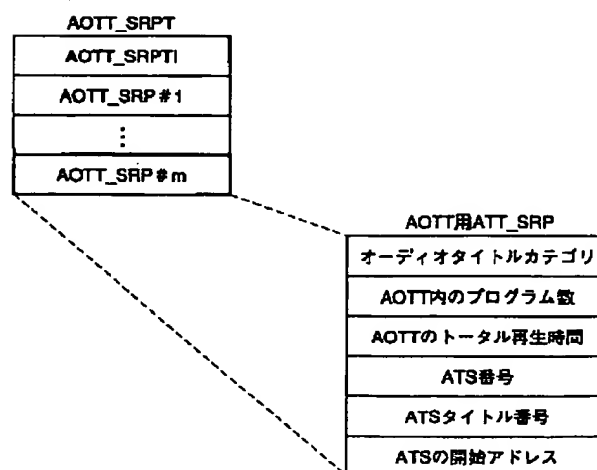 AOTT_SRPT
AOTT_SRPTI
AOTT_SRP#1
⋮
AOTT_SRP#m
AOTT用ATT_SRP
オーディオタイトルカテゴリ
AOTT内のプログラム数
AOTTのトータル再生時間
ATS番号
ATSタイトル番号
ATSの開始アドレス